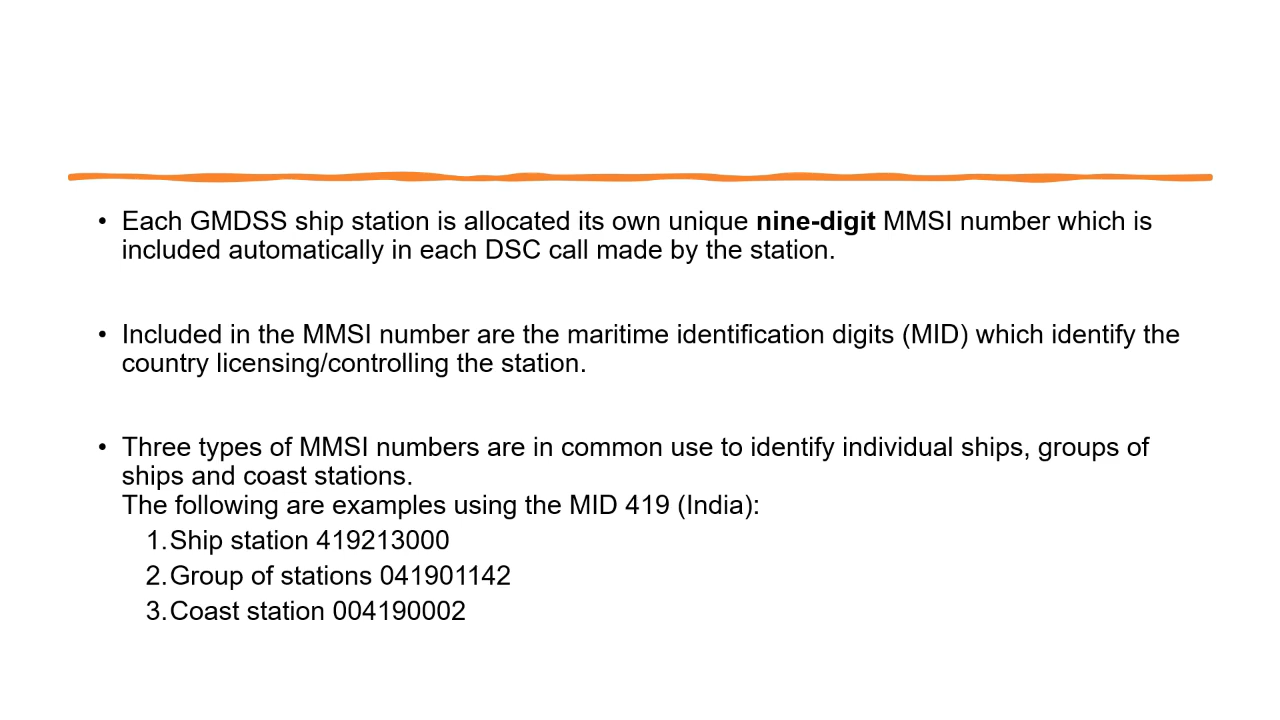 • Each GMDSS ship station is allocated its own unique nine-digit MMSI number which is
included automatically in each DSC call made by the station.
• Included in the MMSI number are the maritime identification digits (MID) which identify the
country licensing/controlling the station.
• Three types of MMSI numbers are in common use to identify individual ships, groups of
ships and coast stations.
The following are examples using the MID 419 (India):
1.Ship station 419213000
2.Group of stations 041901142
3.Coast station 004190002